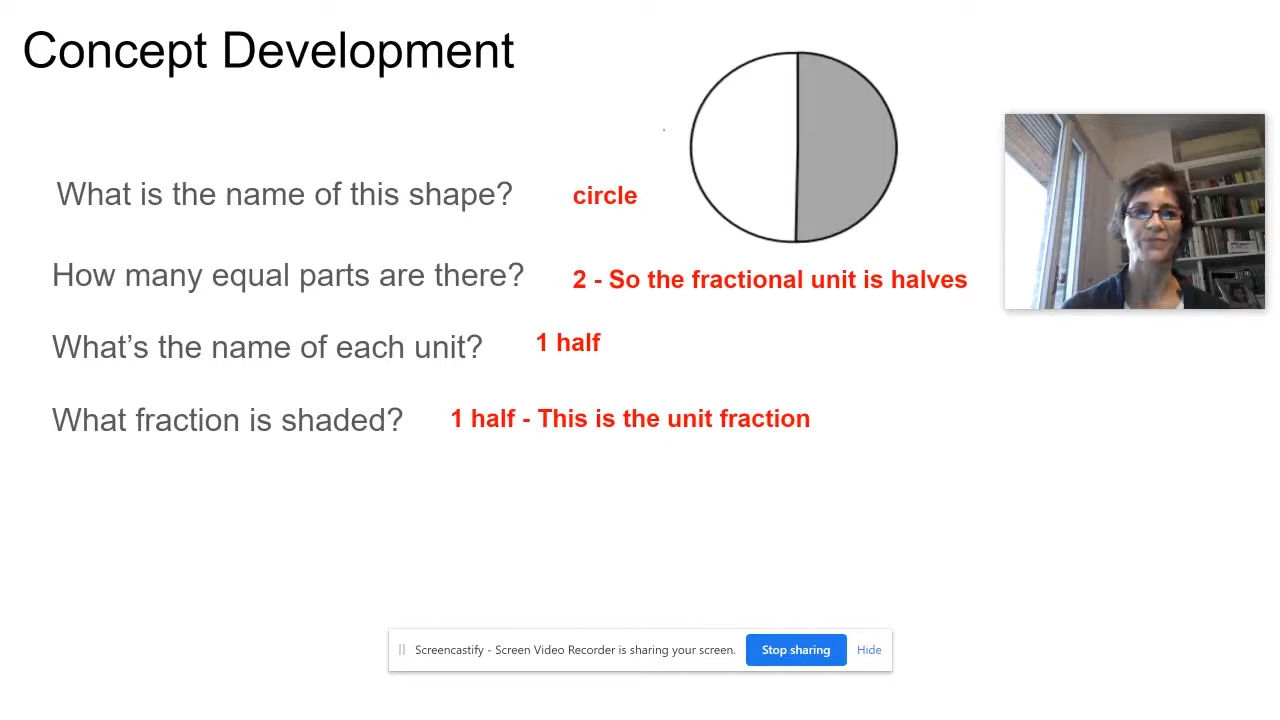 Concept Development
What is the name of this shape? circle
How many equal parts are there? 2 - So the fractional unit is halves
What’s the name of each unit? 1 half
What fraction is shaded? 1 half - This is the unit fraction
Screencastify - Screen Video Recorder is sharing your screen. Stop sharing Hide